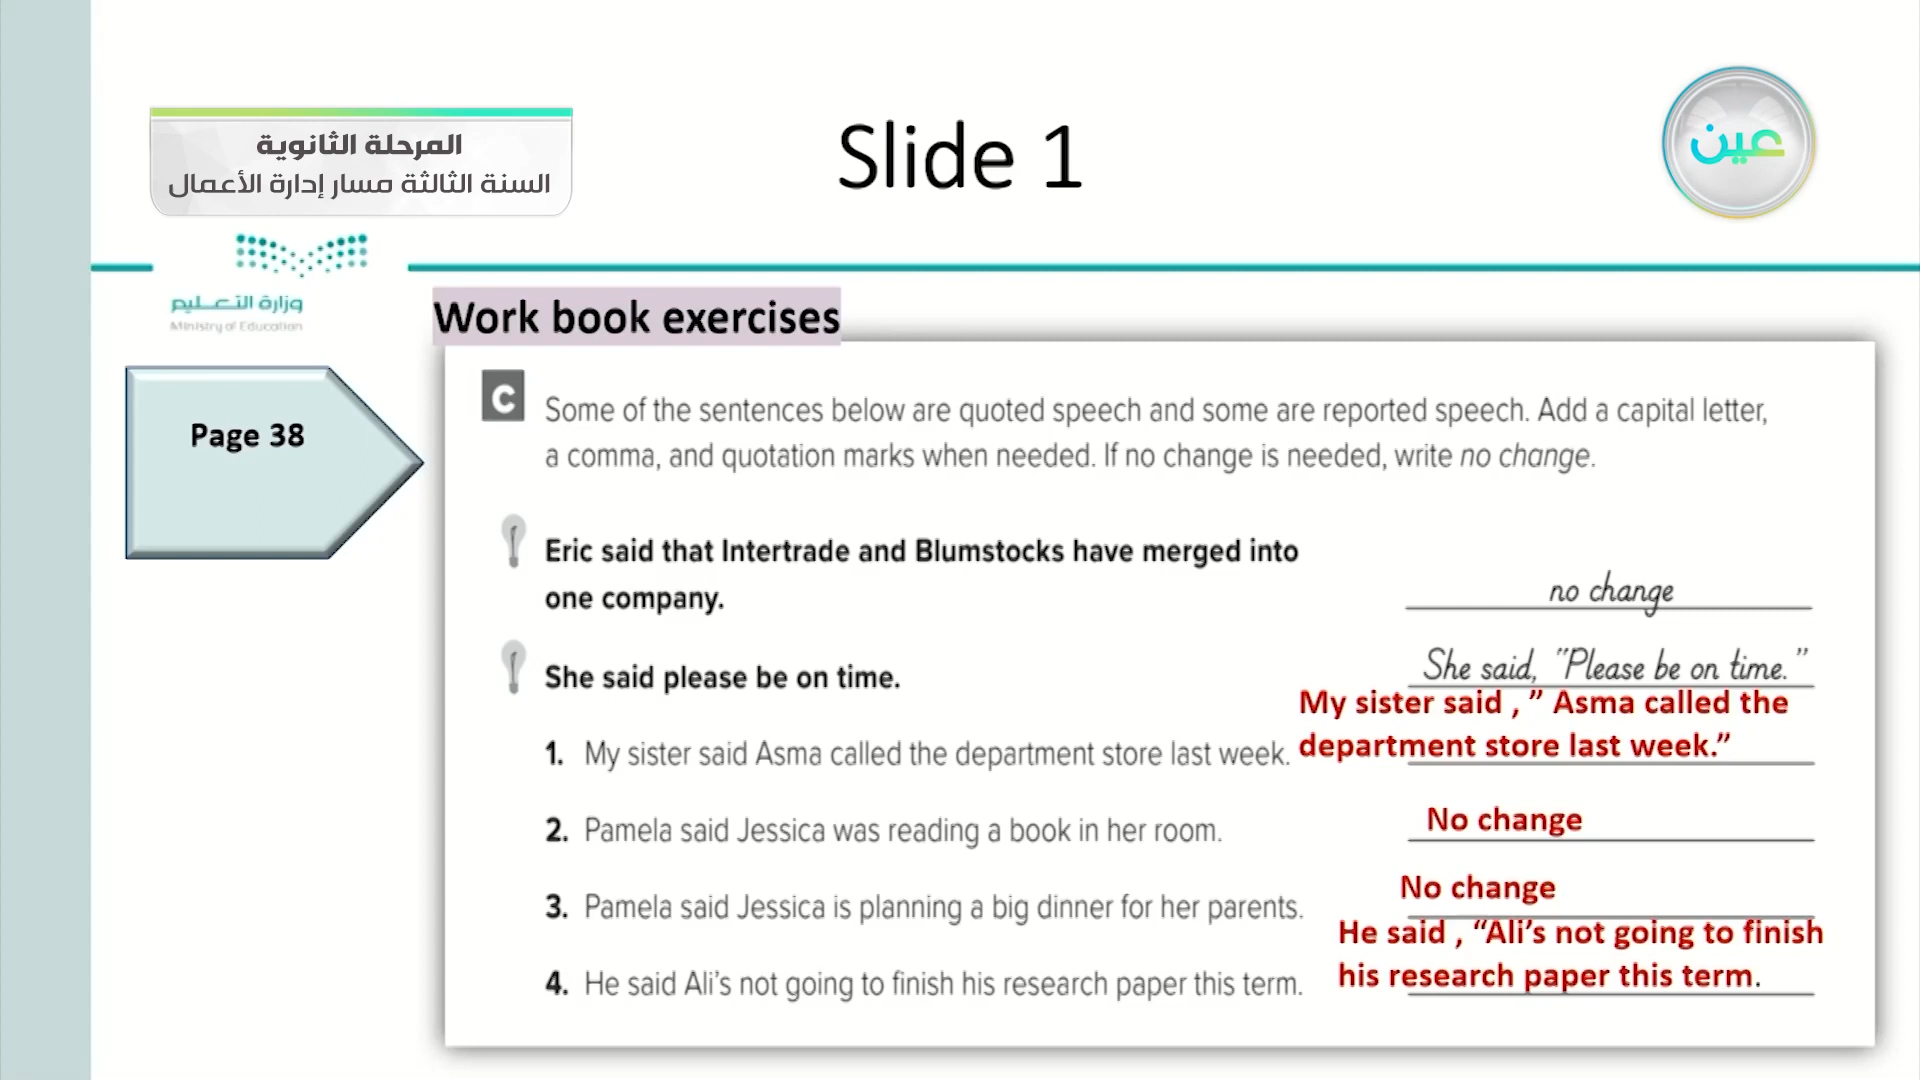 المرحلة الثانوية
السنة الثالثة مسار إدارة الأعمال
Slide 1
عين
وزارة التعليم
Ministry of Education
Work book exercises
Page 38
C
Some of the sentences below are quoted speech and some are reported speech. Add a capital letter,
a comma, and quotation marks when needed. If no change is needed, write no change.
Eric said that Intertrade and Blumstocks have merged into
one company.
no change
She said please be on time.
She said, "Please be on time."
1. My sister said Asma called the department store last week.
My sister said , ” Asma called the
department store last week.”
2. Pamela said Jessica was reading a book in her room.
No change
3. Pamela said Jessica is planning a big dinner for her parents.
No change
4. He said Ali’s not going to finish his research paper this term.
He said , “Ali’s not going to finish
his research paper this term.